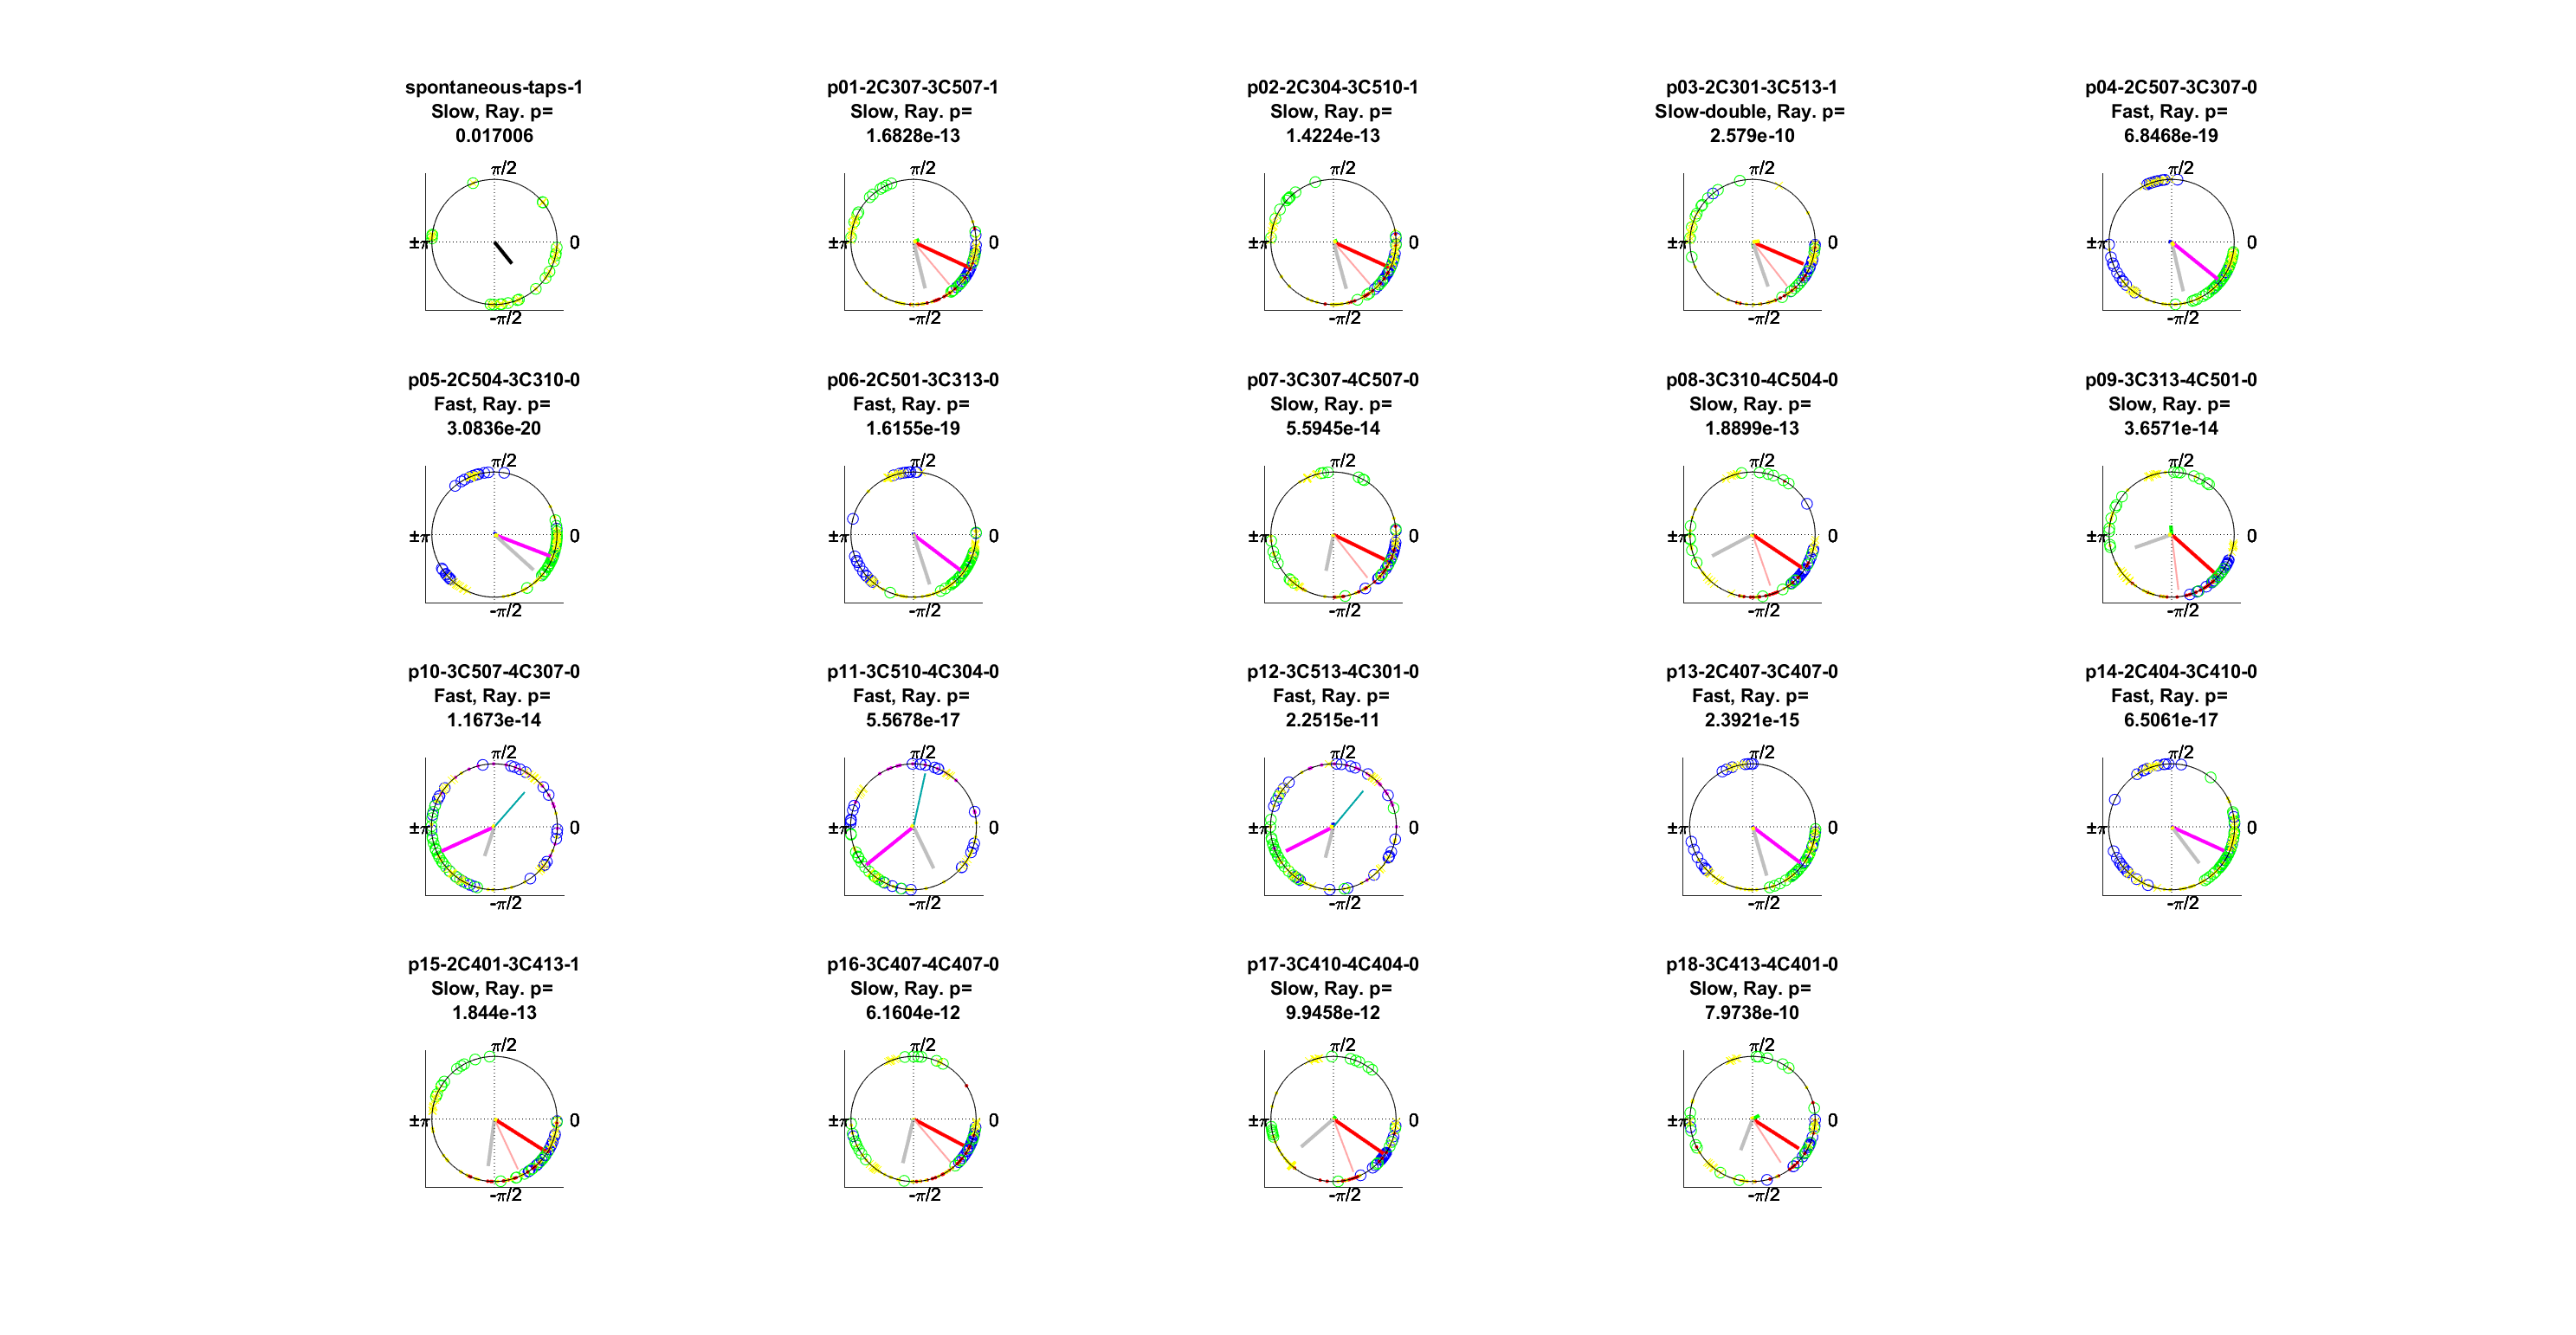 spontaneous-taps-1
Slow, Ray. p=
0.017006
π/2
±π
0
-π/2
p01-2C307-3C507-1
Slow, Ray. p=
1.6828e-13
π/2
±π
0
-π/2
p02-2C304-3C510-1
Slow, Ray. p=
1.4224e-13
π/2
±π
0
-π/2
p03-2C301-3C513-1
Slow-double, Ray. p=
2.579e-10
π/2
±π
0
-π/2
p04-2C507-3C307-0
Fast, Ray. p=
6.8468e-19
π/2
±π
0
-π/2
p05-2C504-3C310-0
Fast, Ray. p=
3.0836e-20
π/2
±π
0
-π/2
p06-2C501-3C313-0
Fast, Ray. p=
1.6155e-19
π/2
±π
0
-π/2
p07-3C307-4C507-0
Slow, Ray. p=
5.5945e-14
π/2
±π
0
-π/2
p08-3C310-4C504-0
Slow, Ray. p=
1.8899e-13
π/2
±π
0
-π/2
p09-3C313-4C501-0
Slow, Ray. p=
3.6571e-14
π/2
±π
0
-π/2
p10-3C507-4C307-0
Fast, Ray. p=
1.1673e-14
π/2
±π
0
-π/2
p11-3C510-4C304-0
Fast, Ray. p=
5.5678e-17
π/2
±π
0
-π/2
p12-3C513-4C301-0
Fast, Ray. p=
2.2515e-11
π/2
±π
0
-π/2
p13-2C407-3C407-0
Fast, Ray. p=
2.3921e-15
π/2
±π
0
-π/2
p14-2C404-3C410-0
Fast, Ray. p=
6.5061e-17
π/2
±π
0
-π/2
p15-2C401-3C413-1
Slow, Ray. p=
1.844e-13
π/2
±π
0
-π/2
p16-3C407-4C407-0
Slow, Ray. p=
6.1604e-12
π/2
±π
0
-π/2
p17-3C410-4C404-0
Slow, Ray. p=
9.9458e-12
π/2
±π
0
-π/2
p18-3C413-4C401-0
Slow, Ray. p=
7.9738e-10
π/2
±π
0
-π/2